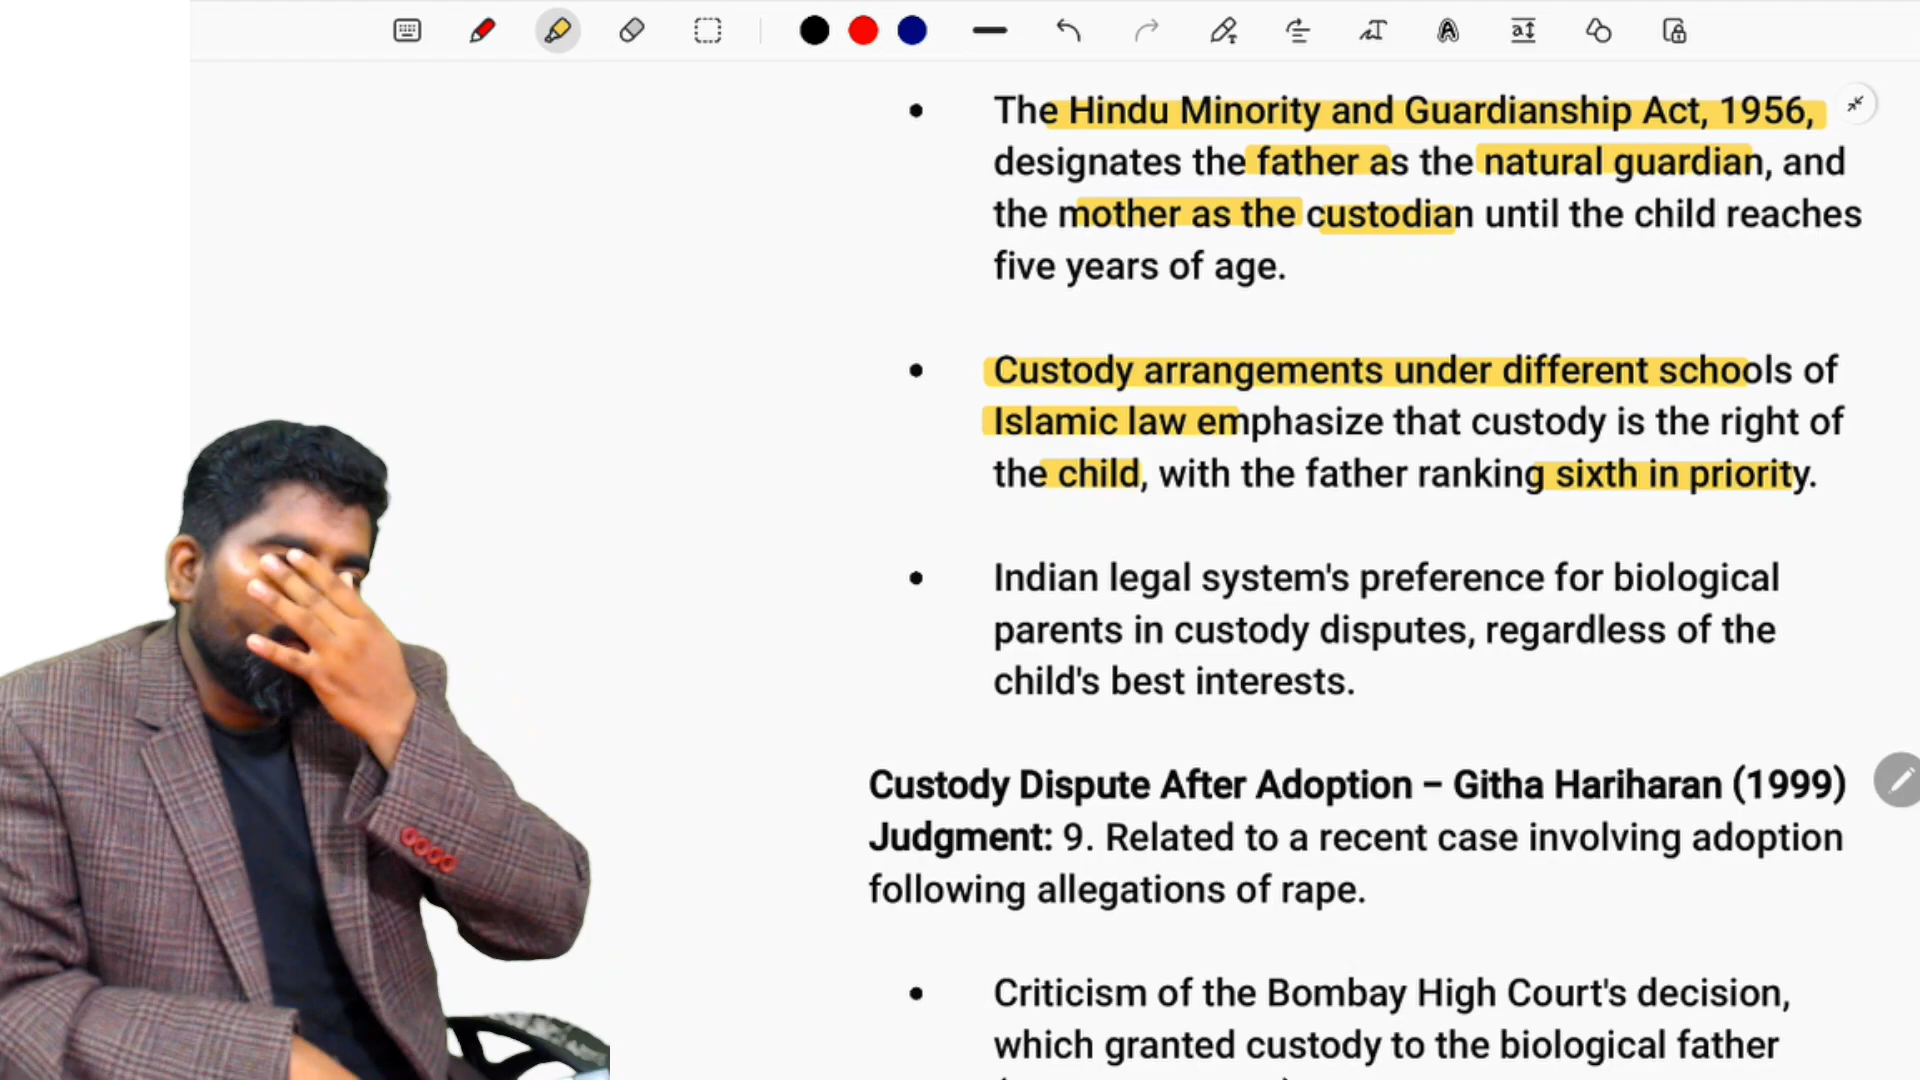 The Hindu Minority and Guardianship Act, 1956,
designates the father as the natural guardian, and
the mother as the custodian until the child reaches
five years of age.
Custody arrangements under different schools of
Islamic law emphasize that custody is the right of
the child, with the father ranking sixth in priority.
Indian legal system's preference for biological
parents in custody disputes, regardless of the
child's best interests.
Custody Dispute After Adoption – Githa Hariharan (1999)
Judgment: 9. Related to a recent case involving adoption
following allegations of rape.
Criticism of the Bombay High Court's decision,
which granted custody to the biological father